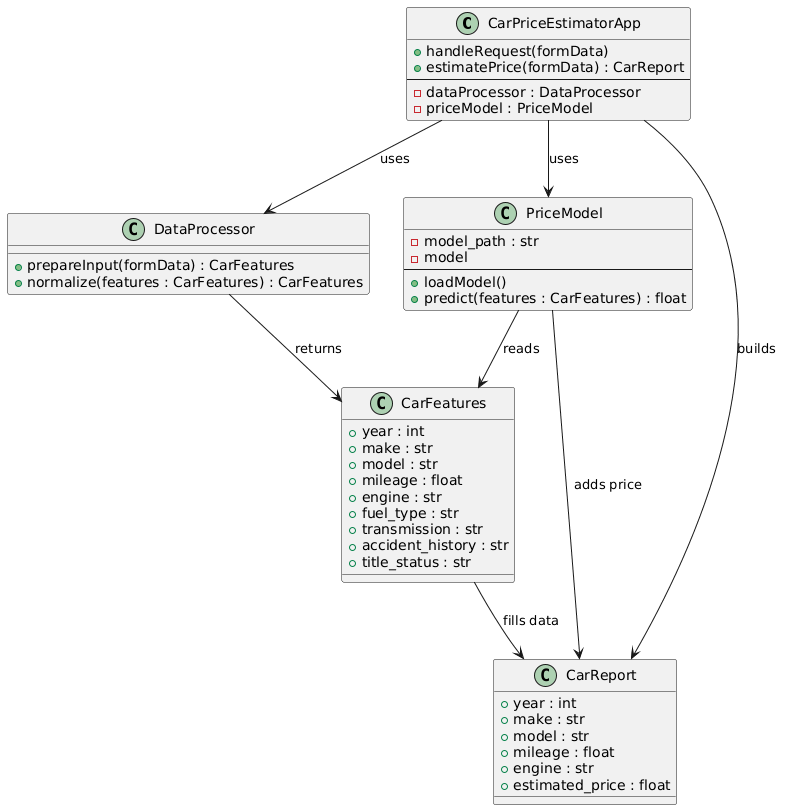 C CarPriceEstimatorApp
handleRequest(formData)
estimatePrice(formData) : CarReport
dataProcessor : DataProcessor
priceModel : PriceModel
uses
uses
C DataProcessor
prepareInput(formData) : CarFeatures
normalize(features : CarFeatures) : CarFeatures
C PriceModel
model_path : str
model
loadModel()
predict(features : CarFeatures) : float
returns
reads
builds
C CarFeatures
year : int
make : str
model : str
mileage : float
engine : str
fuel_type : str
transmission : str
accident_history : str
title_status : str
adds price
fills data
C CarReport
year : int
make : str
model : str
mileage : float
engine : str
estimated_price : float